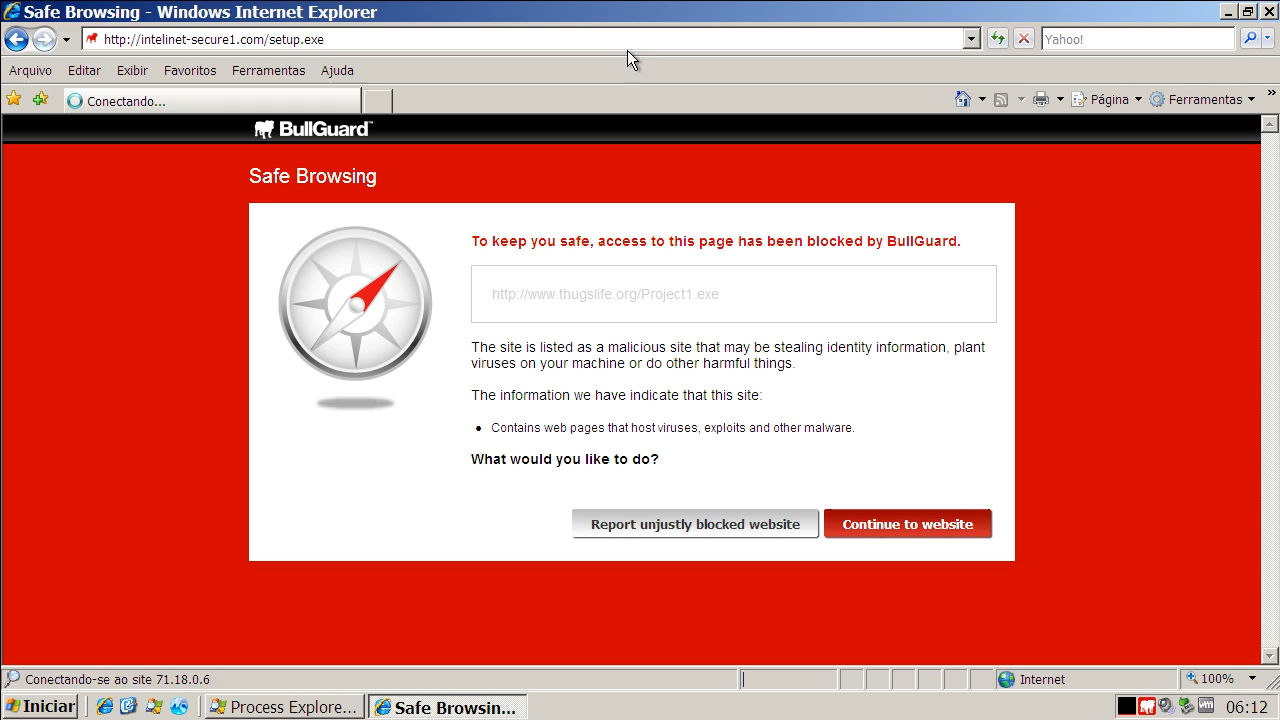 Safe Browsing - Windows Internet Explorer
http://intelinet-secure1.com/setup.exe
Yahoo!
Arquivo Editar Exibir Favoritos Ferramentas Ajuda
Conectando...
Página Ferramentas »
BullGuard™
Safe Browsing
To keep you safe, access to this page has been blocked by BullGuard.
http://www.thugslife.org/Project1.exe
The site is listed as a malicious site that may be stealing identity information, plant
viruses on your machine or do other harmful things.
The information we have indicate that this site:
• Contains web pages that host viruses, exploits and other malware.
What would you like to do?
Report unjustly blocked website Continue to website
Conectando-se ao site 71.18.0.6
Internet
100%
Iniciar
Process Explore...
Safe Browsin...
06:12